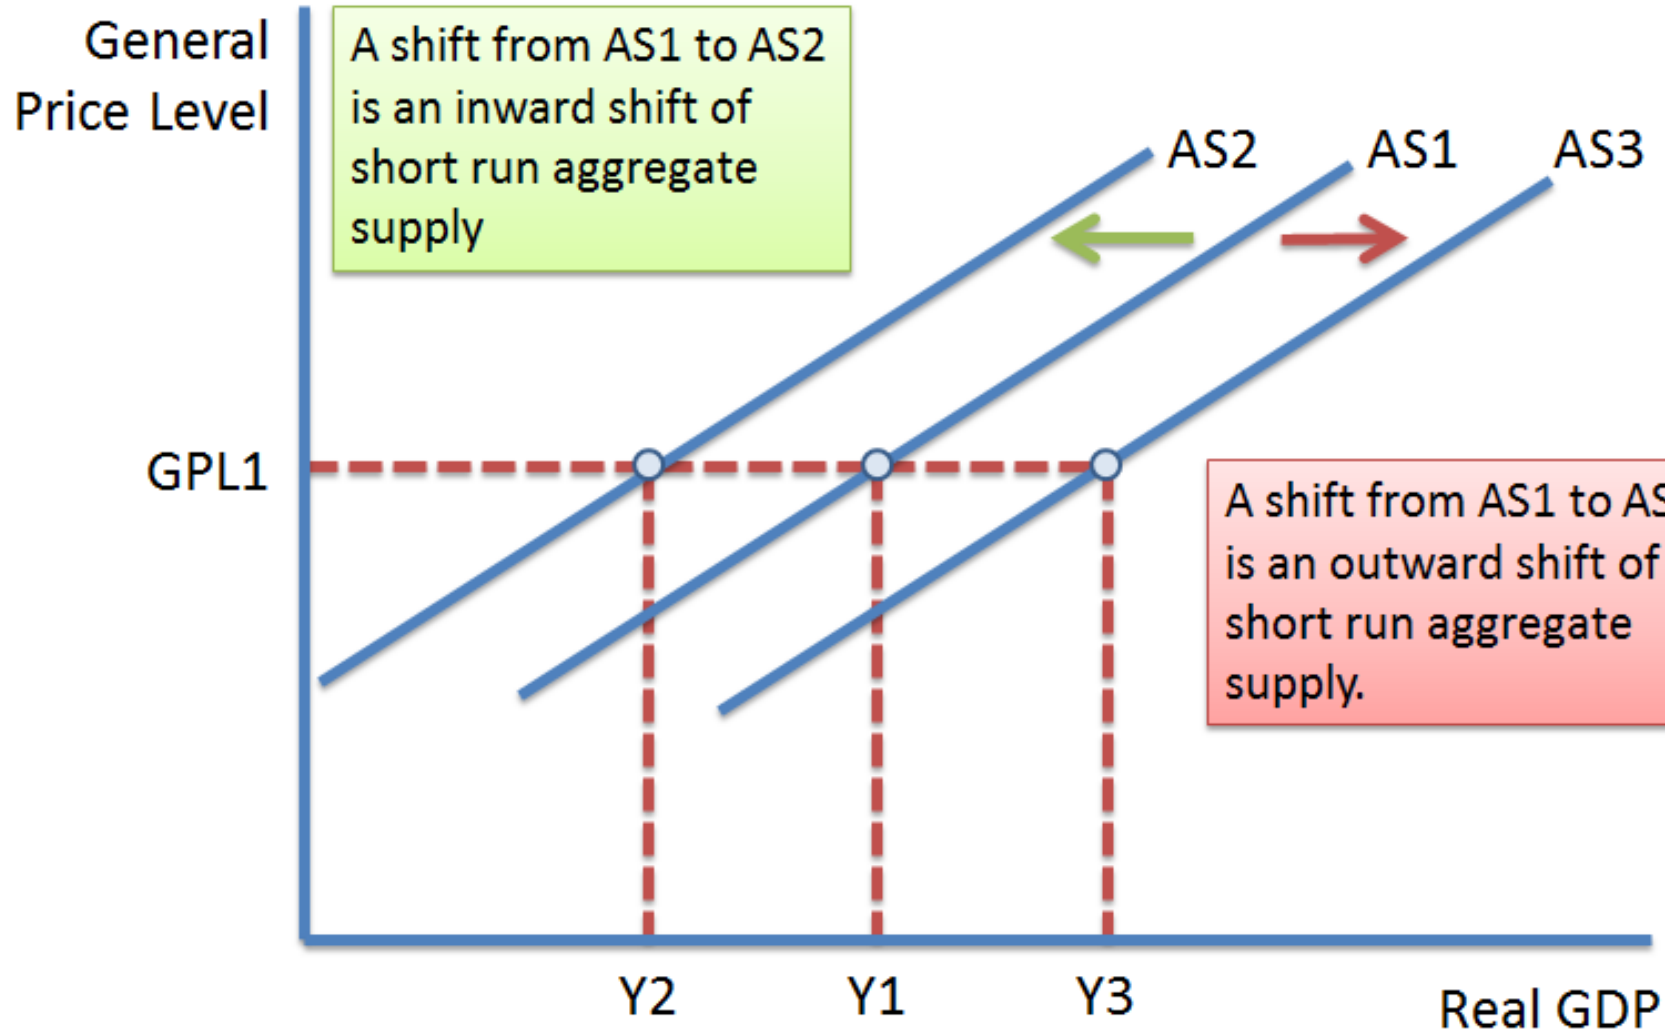 General
Price Level
A shift from AS1 to AS2
is an inward shift of
short run aggregate
supply
AS2
AS1
AS3
GPL1
A shift from AS1 to AS
is an outward shift of
short run aggregate
supply.
Y2
Y1
Y3
Real GDP